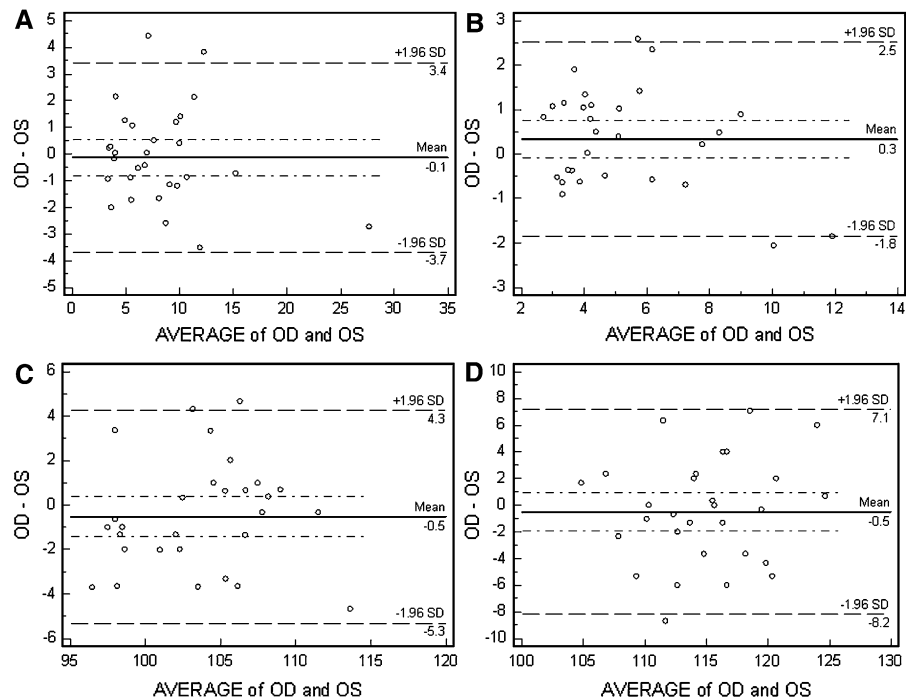 A
OD - OS
5
4
3
2
1
0
-1
-2
-3
-4
-5
+1.96 SD
3.4
Mean
-0.1
-1.96 SD
-3.7
0 5 10 15 20 25 30 35
AVERAGE of OD and OS
B
OD - OS
3
2
1
0
-1
-2
-3
+1.96 SD
2.5
Mean
0.3
-1.96 SD
-1.8
2 4 6 8 10 12 14
AVERAGE of OD and OS
C
OD - OS
6
4
2
0
-2
-4
-6
+1.96 SD
4.3
Mean
-0.5
-1.96 SD
-5.3
95 100 105 110 115 120
AVERAGE of OD and OS
D
OD - OS
10
8
6
4
2
0
-2
-4
-6
-8
-10
+1.96 SD
7.1
Mean
-0.5
-1.96 SD
-8.2
100 105 110 115 120 125 130
AVERAGE of OD and OS